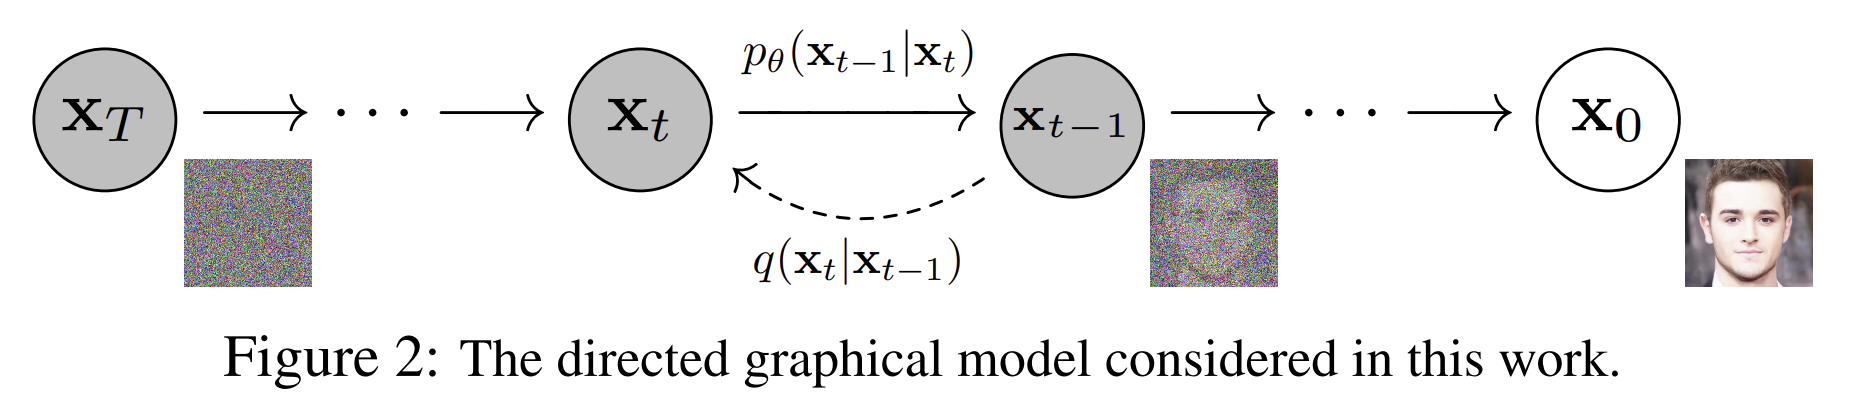 p_θ(x_{t−1}|x_t)
x_T → ··· → x_t → x_{t−1} → ··· → x_0
q(x_t|x_{t−1})
Figure 2: The directed graphical model considered in this work.